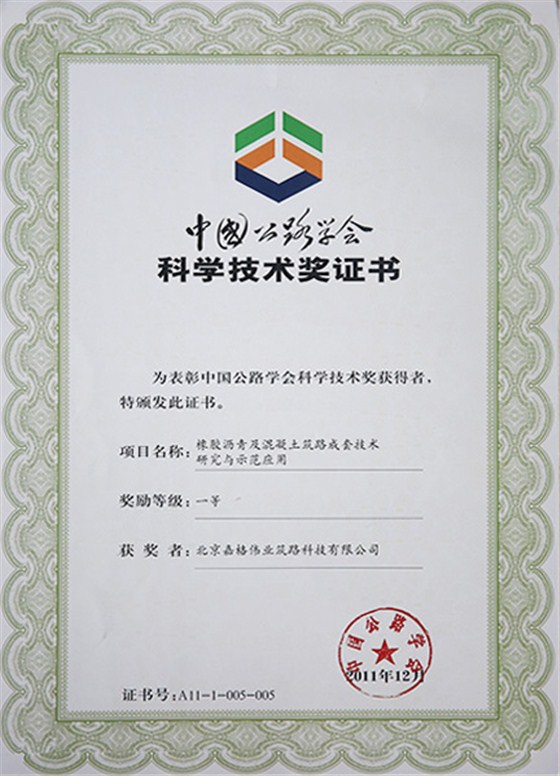 中国公路学会
科学技术奖证书
为表彰中国公路学会科学技术奖获得者，
特颁发此证书。
项目名称：橡胶沥青及混凝土筑路成套技术
研究与示范应用
奖励等级：一等
获 奖 者：北京嘉格伟业筑路科技有限公司
中国公路学会
2011年12月
证书号：A11-1-005-005